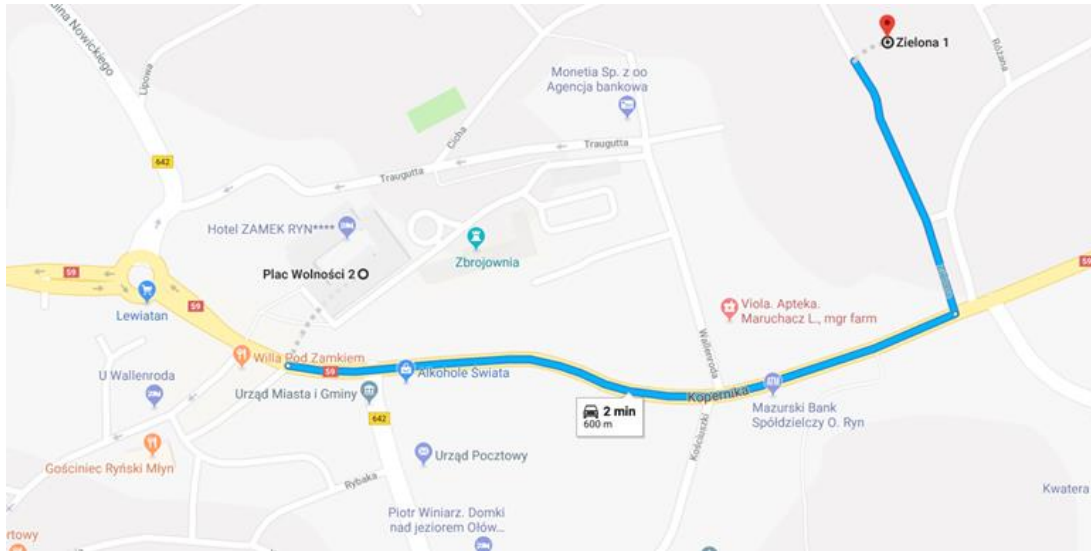 dina Nowickiego
Lipowa
642
Monetia Sp. z oo
Agencja bankowa
Zielona 1
Różana
Cicha
Traugutta
Traugutta
Hotel ZAMEK RYN****
Zbrojownia
Plac Wolności 2
59
59
59
Lewiatan
Viola. Apteka.
Maruchacz L., mgr farm
Wallenroda
Willa Pod Zamkiem
59
Alkohole Świata
U Wallenroda
Urząd Miasta i Gminy
642
Kopernika
2 min
600 m
Mazurski Bank
Spółdzielczy O. Ryn
Kościuszki
Gościniec Ryński Młyn
Urząd Pocztowy
Rybaka
Kwatera
Piotr Winiarz. Domki
nad jeziorem Ołów...
rtowy